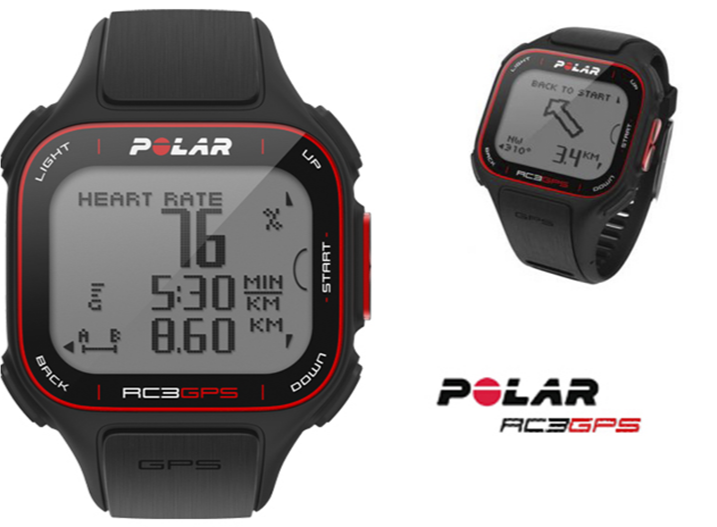 LIGHT
POLAR
UP
HEART RATE
76 %
5:30 MIN
KM
8.60 KM
A B
START
BACK
RC3GPS
DOWN
GPS
LIGHT
POLAR
UP
BACK TO START
NW
310°
3.4 KM
START
BACK
RC3GPS
DOWN
GPS
POLAR
RC3GPS